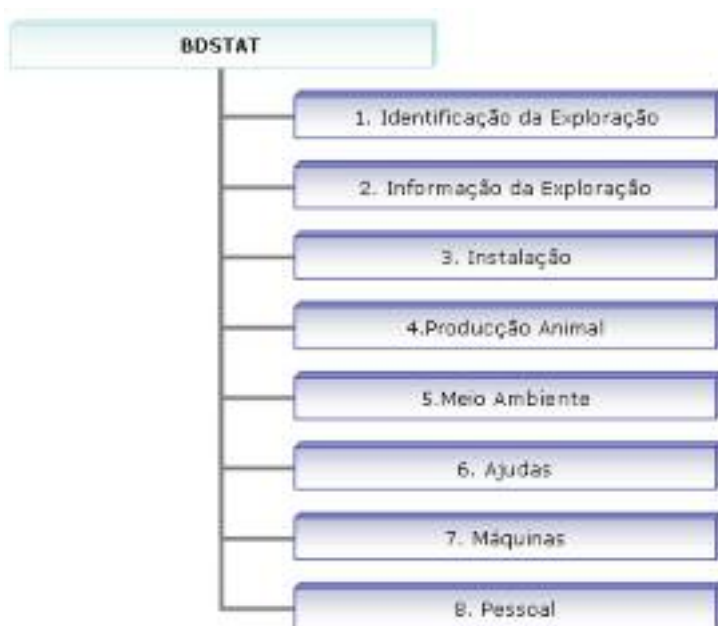 BDSTAT
1. Identificação da Exploração
2. Informação da Exploração
3. Instalação
4.Producção Animal
5.Meio Ambiente
6. Ajudas
7. Máquinas
8. Pessoal